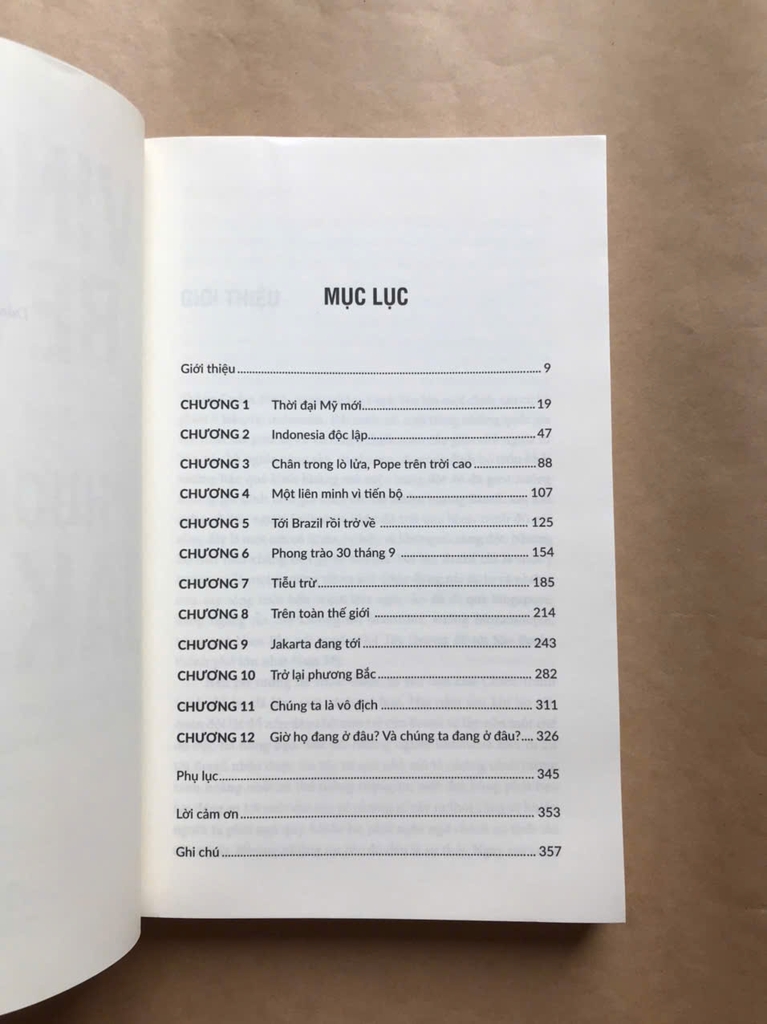 MỤC LỤC
Giới thiệu........ 9
CHƯƠNG 1 Thời đại Mỹ mới........19
CHƯƠNG 2 Indonesia độc lập........47
CHƯƠNG 3 Chân trong lò lửa, Pope trên trời cao........88
CHƯƠNG 4 Một liên minh vì tiến bộ........ 107
CHƯƠNG 5 Tới Brazil rồi trở về........ 125
CHƯƠNG 6 Phong trào 30 tháng 9........ 154
CHƯƠNG 7 Tiễu trừ........185
CHƯƠNG 8 Trên toàn thế giới........ 214
CHƯƠNG 9 Jakarta đang tới........ 243
CHƯƠNG 10 Trở lại phương Bắc........ 282
CHƯƠNG 11 Chúng ta là vô địch........ 311
CHƯƠNG 12 Giờ họ đang ở đâu? Và chúng ta đang ở đâu?.... 326
Phụ lục........ 345
Lời cảm ơn........ 353
Ghi chú........ 357